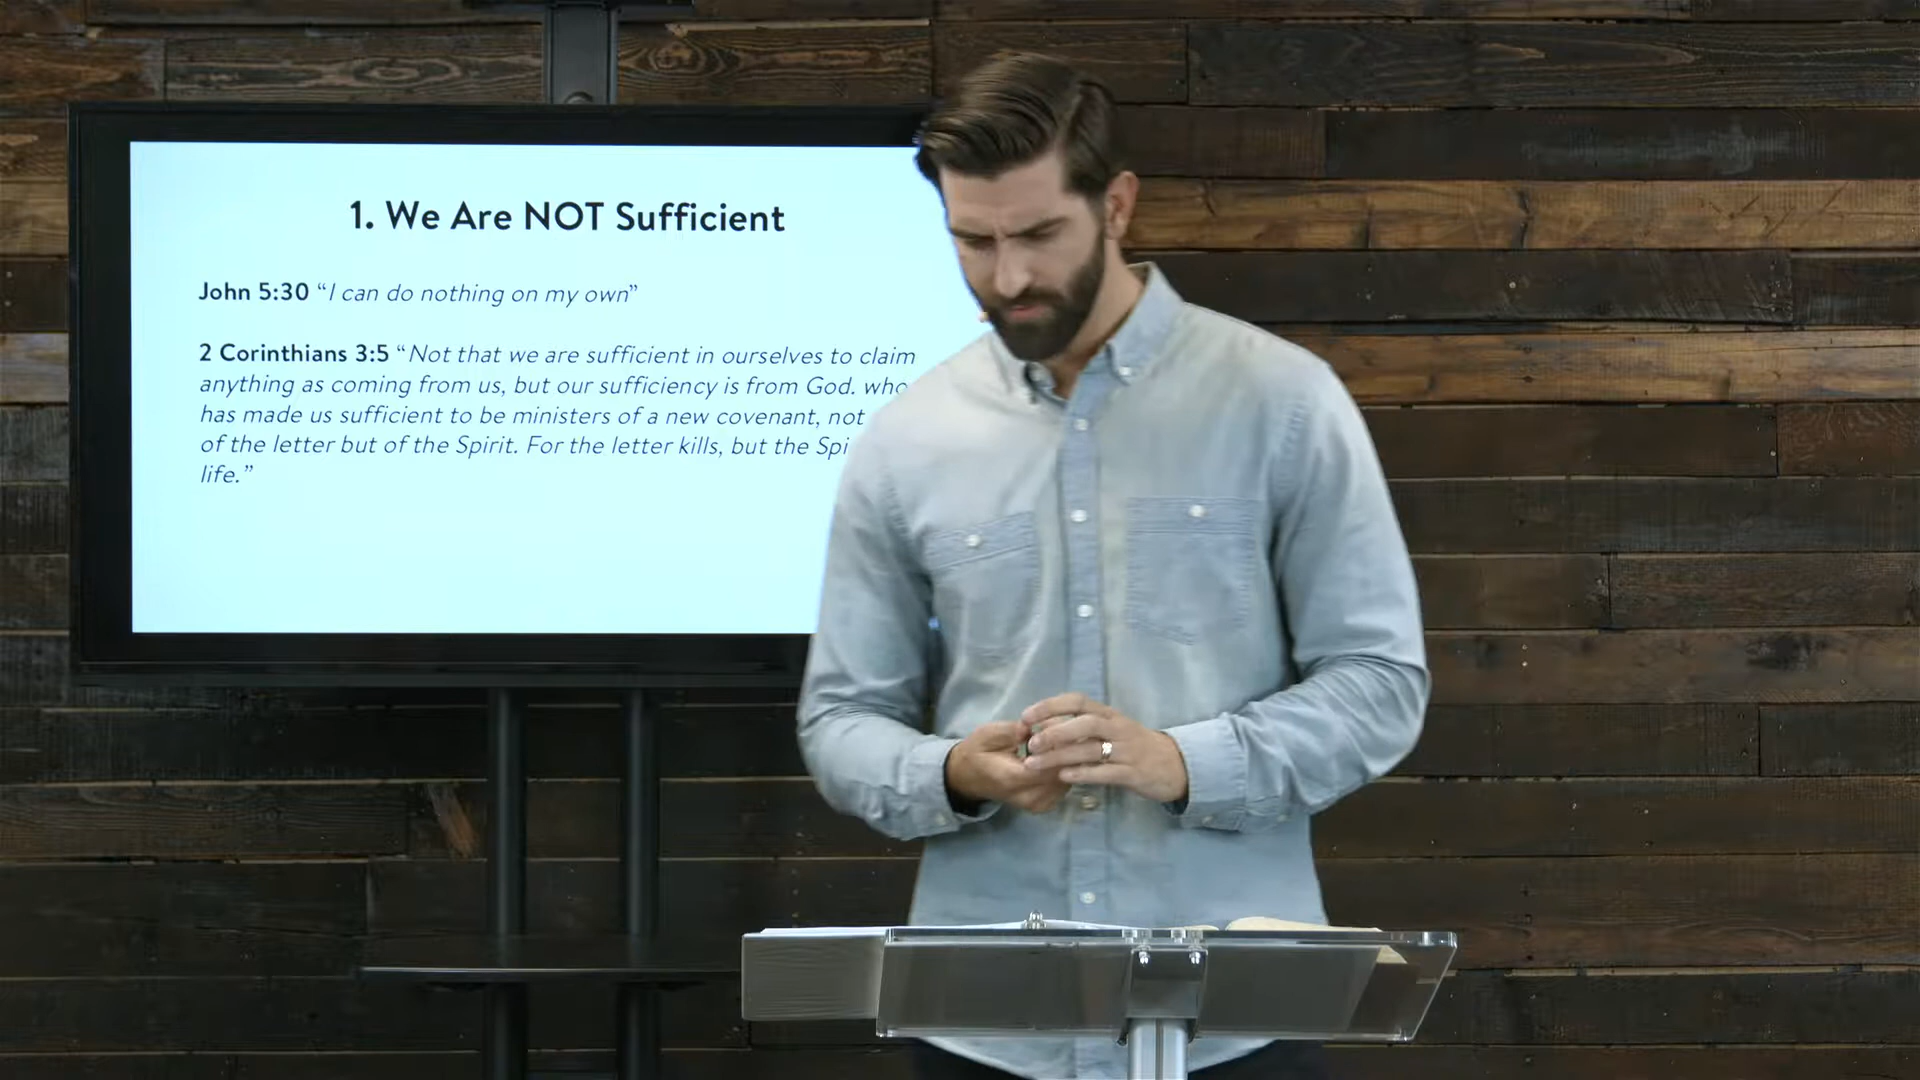 1. We Are NOT Sufficient
John 5:30 “I can do nothing on my own”
2 Corinthians 3:5 “Not that we are sufficient in ourselves to claim
anything as coming from us, but our sufficiency is from God. who
has made us sufficient to be ministers of a new covenant, not
of the letter but of the Spirit. For the letter kills, but the
life.”